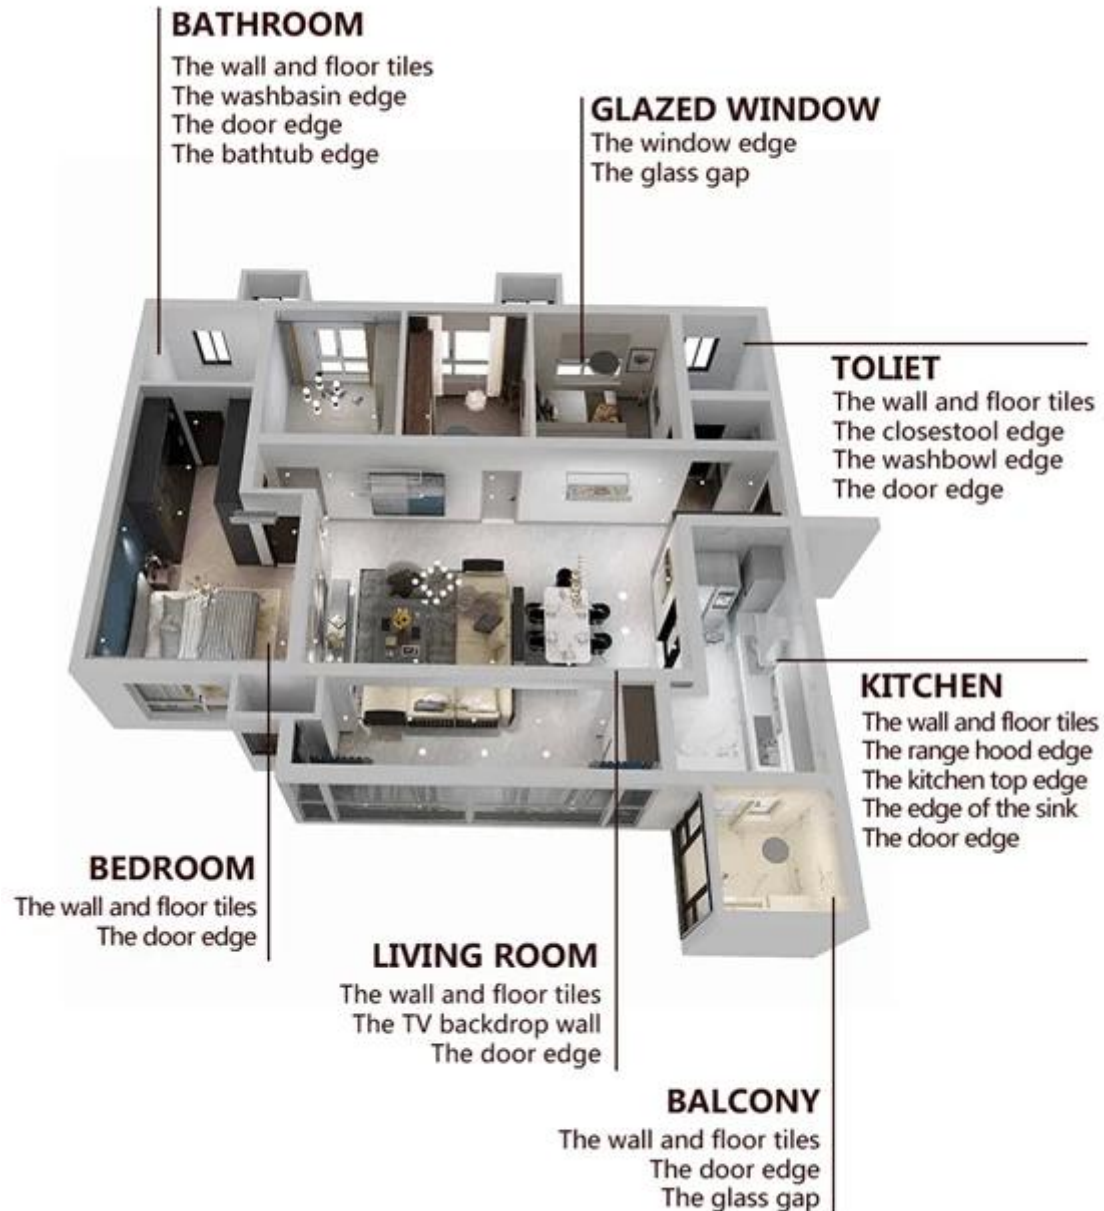 BATHROOM
The wall and floor tiles
The washbasin edge
The door edge
The bathtub edge
GLAZED WINDOW
The window edge
The glass gap
TOLIET
The wall and floor tiles
The closestool edge
The washbowl edge
The door edge
KITCHEN
The wall and floor tiles
The range hood edge
The kitchen top edge
The edge of the sink
The door edge
BEDROOM
The wall and floor tiles
The door edge
LIVING ROOM
The wall and floor tiles
The TV backdrop wall
The door edge
BALCONY
The wall and floor tiles
The door edge
The glass gap